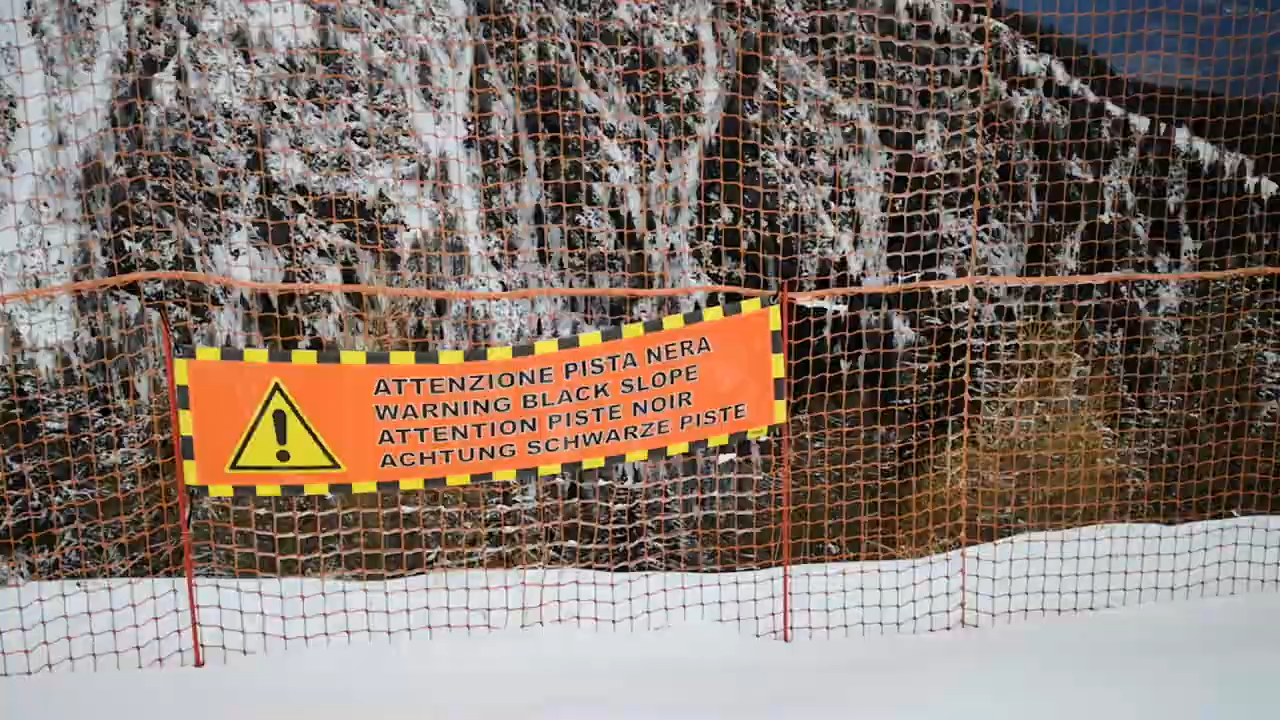 ATTENZIONE PISTA NERA
WARNING BLACK SLOPE
ATTENTION PISTE NOIR
ACHTUNG SCHWARZE PISTE